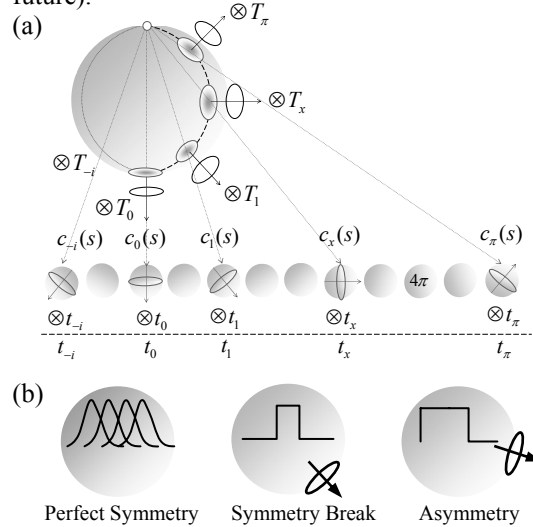 future).
(a)
⊗ T_π
⊗ T_x
⊗ T_{-i}
⊗ T_1
⊗ T_0
c_{-i}(s) c_0(s) c_1(s) c_x(s) c_π(s)
4π
⊗ t_{-i} ⊗ t_0 ⊗ t_1 ⊗ t_x ⊗ t_π
t_{-i} t_0 t_1 t_x t_π
(b)
Perfect Symmetry Symmetry Break Asymmetry